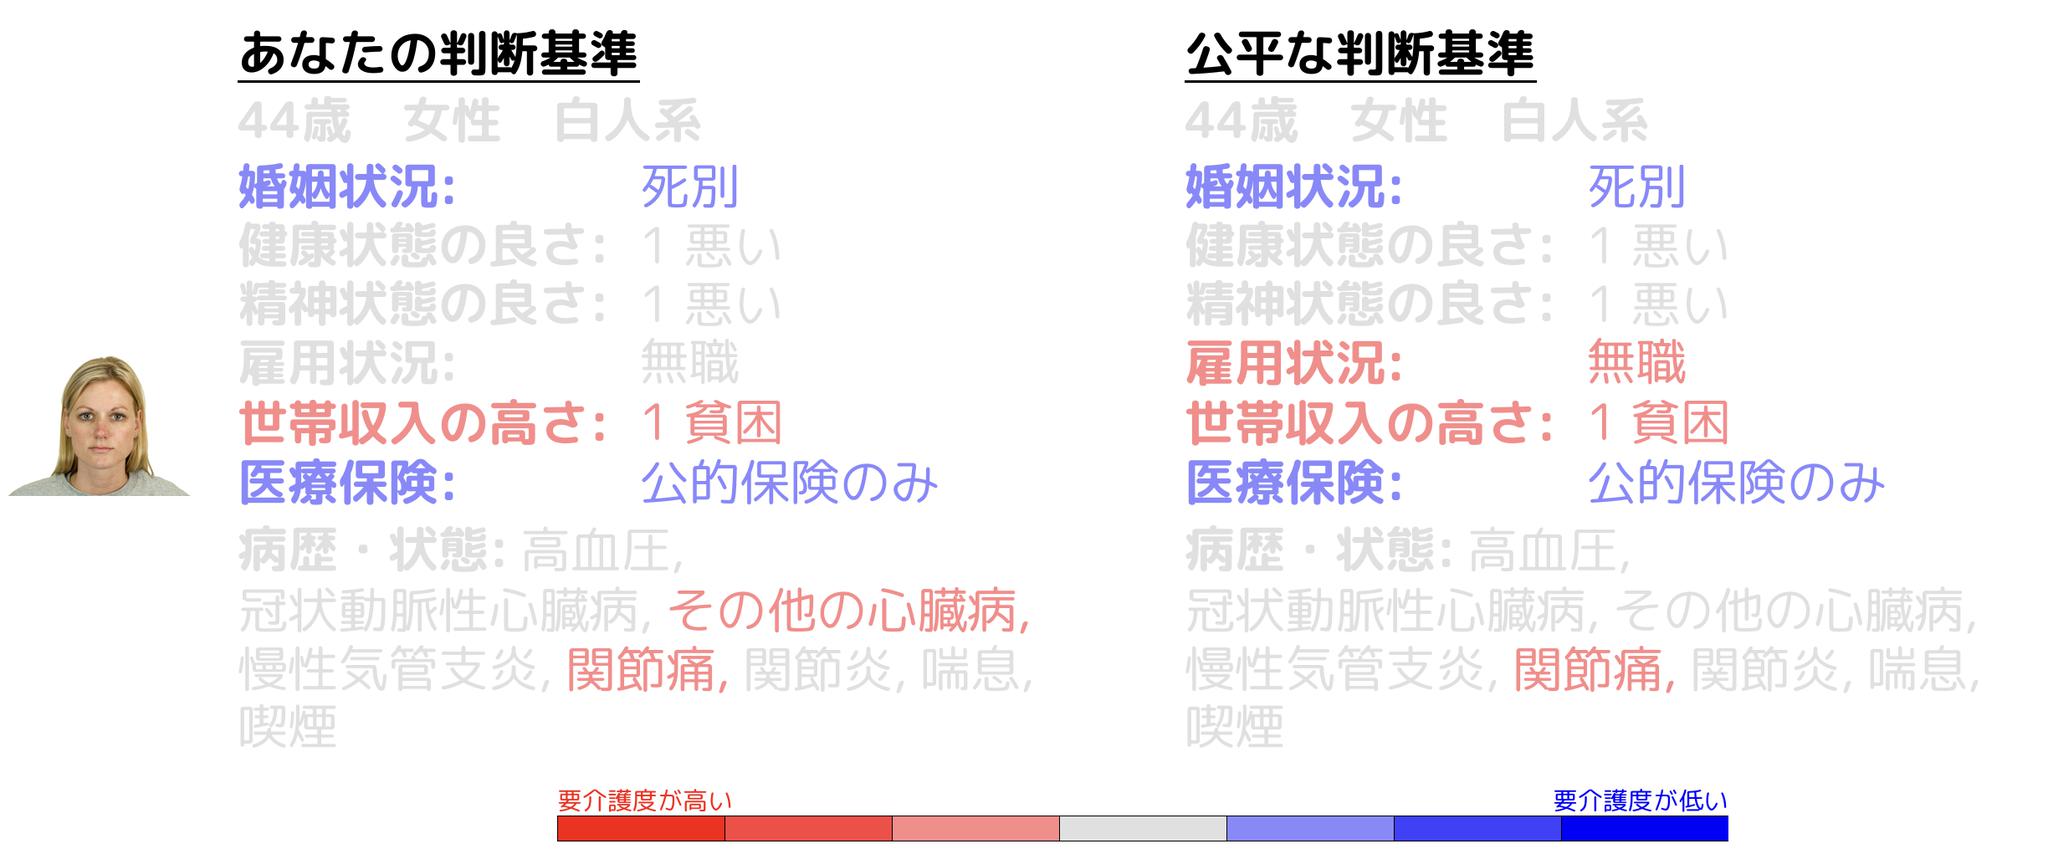 あなたの判断基準
44歳　女性　白人系
婚姻状況: 死別
健康状態の良さ: 1 悪い
精神状態の良さ: 1 悪い
雇用状況: 無職
世帯収入の高さ: 1 貧困
医療保険: 公的保険のみ
病歴・状態: 高血圧,
冠状動脈性心臓病, その他の心臓病,
慢性気管支炎, 関節痛, 関節炎, 喘息,
喫煙
公平な判断基準
44歳　女性　白人系
婚姻状況: 死別
健康状態の良さ: 1 悪い
精神状態の良さ: 1 悪い
雇用状況: 無職
世帯収入の高さ: 1 貧困
医療保険: 公的保険のみ
病歴・状態: 高血圧,
冠状動脈性心臓病, その他の心臓病,
慢性気管支炎, 関節痛, 関節炎, 喘息,
喫煙
要介護度が高い
要介護度が低い